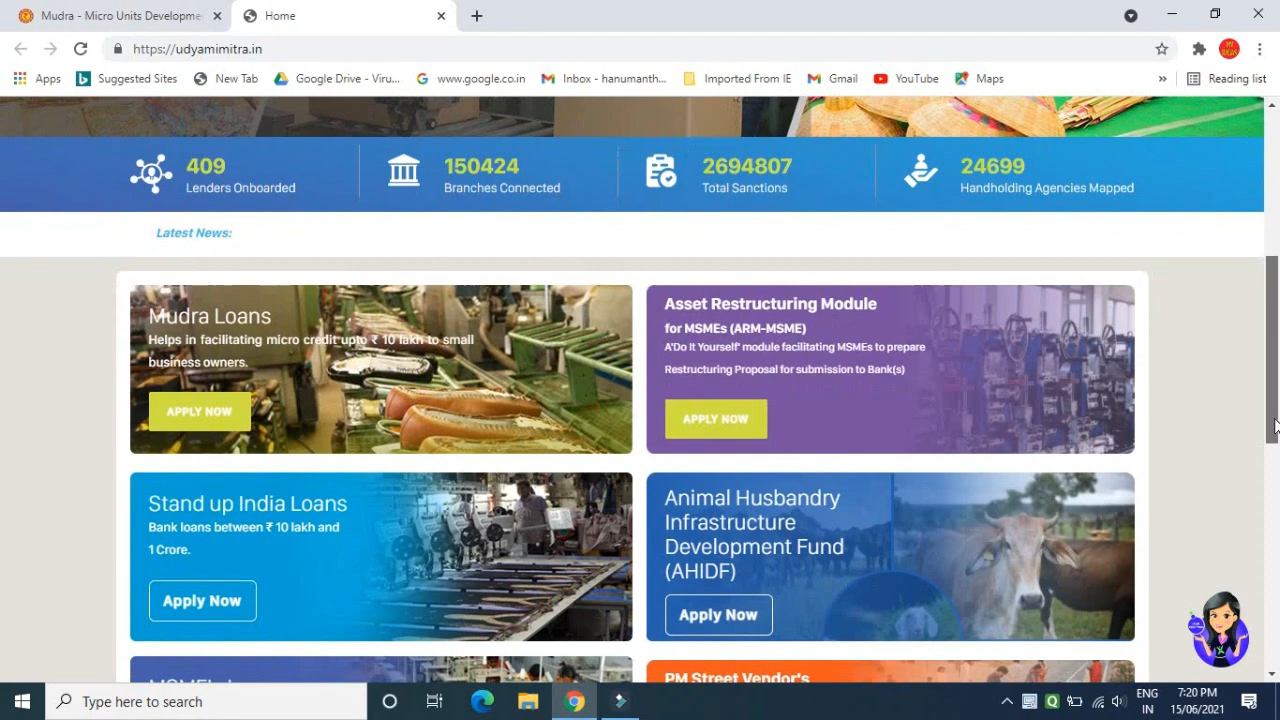 Mudra - Micro Units Developme
Home
https://udyamimitra.in
Apps
Suggested Sites
New Tab
Google Drive - Viru...
www.google.co.in
Inbox - hanumanth...
Imported From IE
Gmail
YouTube
Maps
»
Reading list
409
Lenders Onboarded
150424
Branches Connected
2694807
Total Sanctions
24699
Handholding Agencies Mapped
Latest News:
Mudra Loans
Helps in facilitating micro credit upto ₹ 10 lakh to small
business owners.
APPLY NOW
Asset Restructuring Module
for MSMEs (ARM-MSME)
A'Do It Yourself' module facilitating MSMEs to prepare
Restructuring Proposal for submission to Bank(s)
APPLY NOW
Stand up India Loans
Bank loans between ₹ 10 lakh and
1 Crore.
Apply Now
Animal Husbandry
Infrastructure
Development Fund
(AHIDF)
Apply Now
PM Street Vendor's
Type here to search
ENG
IN
7:20 PM
15/06/2021